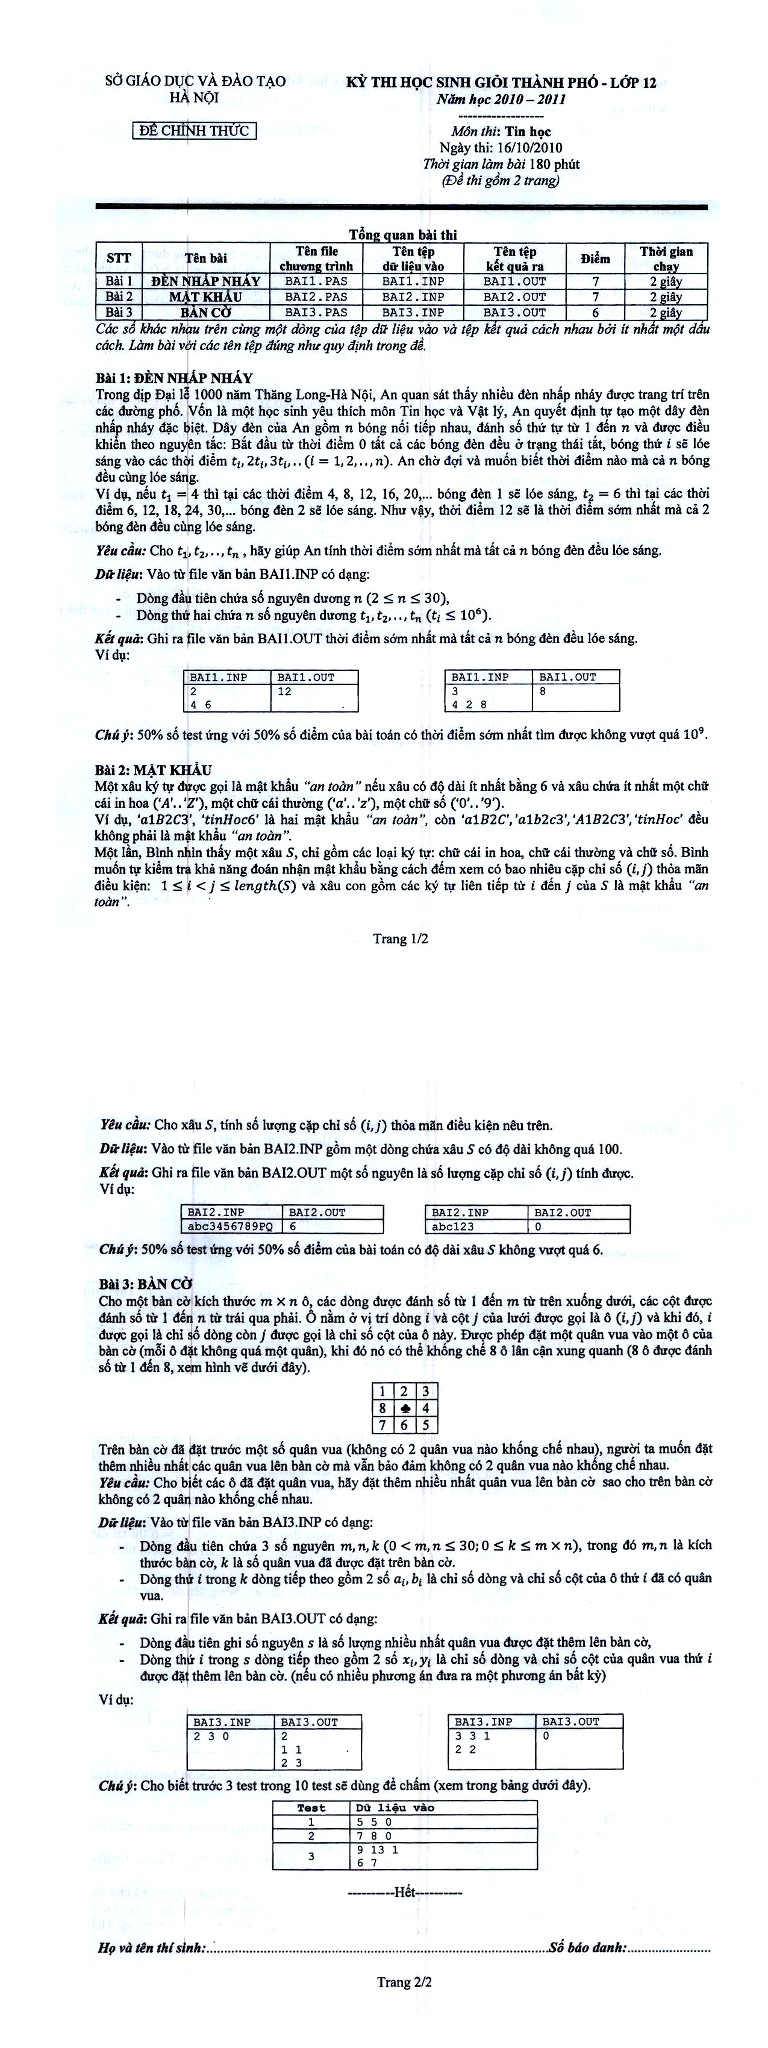 SỞ GIÁO DỤC VÀ ĐÀO TẠO
HÀ NỘI
ĐỀ CHÍNH THỨC
KỲ THI HỌC SINH GIỎI THÀNH PHỐ - LỚP 12
Năm học 2010 – 2011
------------------
Môn thi: Tin học
Ngày thi: 16/10/2010
Thời gian làm bài 180 phút
(Đề thi gồm 2 trang)
Tổng quan bài thi
STT Tên bài Tên file chương trình Tên tệp dữ liệu vào Tên tệp kết quả ra Điểm Thời gian chạy
Bài 1 ĐÈN NHẤP NHÁY BAI1.PAS BAI1.INP BAI1.OUT 7 2 giây
Bài 2 MẬT KHẨU BAI2.PAS BAI2.INP BAI2.OUT 7 2 giây
Bài 3 BÀN CỜ BAI3.PAS BAI3.INP BAI3.OUT 6 2 giây
Các số khác nhau trên cùng một dòng của tệp dữ liệu vào và tệp kết quả cách nhau bởi ít nhất một dấu
cách. Làm bài với các tên tệp đúng như quy định trong đề.
Bài 1: ĐÈN NHẤP NHÁY
Trong dịp Đại lễ 1000 năm Thăng Long-Hà Nội, An quan sát thấy nhiều đèn nhấp nháy được trang trí trên
các đường phố. Vốn là một học sinh yêu thích môn Tin học và Vật lý, An quyết định tự tạo một dây đèn
nhấp nháy đặc biệt. Dây đèn của An gồm n bóng nối tiếp nhau, đánh số thứ tự từ 1 đến n và được điều
khiển theo nguyên tắc: Bắt đầu từ thời điểm 0 tất cả các bóng đèn đều ở trạng thái tắt, bóng thứ i sẽ lóe
sáng vào các thời điểm tᵢ, 2tᵢ, 3tᵢ, .. (i = 1, 2, .., n). An chờ đợi và muốn biết thời điểm nào mà cả n bóng
đều cùng lóe sáng.
Ví dụ, nếu t₁ = 4 thì tại các thời điểm 4, 8, 12, 16, 20,... bóng đèn 1 sẽ lóe sáng, t₂ = 6 thì tại các thời
điểm 6, 12, 18, 24, 30,... bóng đèn 2 sẽ lóe sáng. Như vậy, thời điểm 12 sẽ là thời điểm sớm nhất mà cả 2
bóng đèn đều cùng lóe sáng.
Yêu cầu: Cho t₁, t₂, .., tₙ , hãy giúp An tính thời điểm sớm nhất mà tất cả n bóng đèn đều lóe sáng.
Dữ liệu: Vào từ file văn bản BAI1.INP có dạng:
- Dòng đầu tiên chứa số nguyên dương n (2 ≤ n ≤ 30),
- Dòng thứ hai chứa n số nguyên dương t₁, t₂, .., tₙ (tᵢ ≤ 10⁶).
Kết quả: Ghi ra file văn bản BAI1.OUT thời điểm sớm nhất mà tất cả n bóng đèn đều lóe sáng.
Ví dụ:
BAI1.INP BAI1.OUT BAI1.INP BAI1.OUT
2 12 3 8
4 6 4 2 8
Chú ý: 50% số test ứng với 50% số điểm của bài toán có thời điểm sớm nhất tìm được không vượt quá 10⁹.
Bài 2: MẬT KHẨU
Một xâu ký tự được gọi là mật khẩu “an toàn” nếu xâu có độ dài ít nhất bằng 6 và xâu chứa ít nhất một chữ
cái in hoa (‘A’..‘Z’), một chữ cái thường (‘a’..‘z’), một chữ số (‘0’..‘9’).
Ví dụ, ‘a1B2C3’, ‘tinHoc6’ là hai mật khẩu “an toàn”, còn ‘a1B2C’, ‘a1b2c3’, ‘A1B2C3’, ‘tinHoc’ đều
không phải là mật khẩu “an toàn”.
Một lần, Bình nhìn thấy một xâu S, chỉ gồm các loại ký tự: chữ cái in hoa, chữ cái thường và chữ số. Bình
muốn tự kiểm tra khả năng đoán nhận mật khẩu bằng cách đếm xem có bao nhiêu cặp chỉ số (i, j) thỏa mãn
điều kiện: 1 ≤ i < j ≤ length(S) và xâu con gồm các ký tự liên tiếp từ i đến j của S là mật khẩu “an
toàn”.
Trang 1/2
Yêu cầu: Cho xâu S, tính số lượng cặp chỉ số (i, j) thỏa mãn điều kiện nêu trên.
Dữ liệu: Vào từ file văn bản BAI2.INP gồm một dòng chứa xâu S có độ dài không quá 100.
Kết quả: Ghi ra file văn bản BAI2.OUT một số nguyên là số lượng cặp chỉ số (i, j) tính được.
Ví dụ:
BAI2.INP BAI2.OUT BAI2.INP BAI2.OUT
abc3456789PQ 6 abc123 0
Chú ý: 50% số test ứng với 50% số điểm của bài toán có độ dài xâu S không vượt quá 6.
Bài 3: BÀN CỜ
Cho một bàn cờ kích thước m × n ô, các dòng được đánh số từ 1 đến m từ trên xuống dưới, các cột được
đánh số từ 1 đến n từ trái qua phải. Ô nằm ở vị trí dòng i và cột j của lưới được gọi là ô (i, j) và khi đó, i
được gọi là chỉ số dòng còn j được gọi là chỉ số cột của ô này. Được phép đặt một quân vua vào một ô của
bàn cờ (mỗi ô đặt không quá một quân), khi đó nó có thể khống chế 8 ô lân cận xung quanh (8 ô được đánh
số từ 1 đến 8, xem hình vẽ dưới đây).
1 2 3
8 ♣ 4
7 6 5
Trên bàn cờ đã đặt trước một số quân vua (không có 2 quân vua nào khống chế nhau), người ta muốn đặt
thêm nhiều nhất các quân vua lên bàn cờ mà vẫn bảo đảm không có 2 quân vua nào khống chế nhau.
Yêu cầu: Cho biết các ô đã đặt quân vua, hãy đặt thêm nhiều nhất quân vua lên bàn cờ sao cho trên bàn cờ
không có 2 quân nào khống chế nhau.
Dữ liệu: Vào từ file văn bản BAI3.INP có dạng:
- Dòng đầu tiên chứa 3 số nguyên m, n, k (0 < m, n ≤ 30; 0 ≤ k ≤ m × n), trong đó m, n là kích
thước bàn cờ, k là số quân vua đã được đặt trên bàn cờ.
- Dòng thứ i trong k dòng tiếp theo gồm 2 số aᵢ, bᵢ là chỉ số dòng và chỉ số cột của ô thứ i đã có quân
vua.
Kết quả: Ghi ra file văn bản BAI3.OUT có dạng:
- Dòng đầu tiên ghi số nguyên s là số lượng nhiều nhất quân vua được đặt thêm lên bàn cờ,
- Dòng thứ i trong s dòng tiếp theo gồm 2 số xᵢ, yᵢ là chỉ số dòng và chỉ số cột của quân vua thứ i
được đặt thêm lên bàn cờ. (nếu có nhiều phương án đưa ra một phương án bất kỳ)
Ví dụ:
BAI3.INP BAI3.OUT BAI3.INP BAI3.OUT
2 3 0 2 3 3 1 0
1 1 2 2
2 3
Chú ý: Cho biết trước 3 test trong 10 test sẽ dùng để chấm (xem trong bảng dưới đây).
Test Dữ liệu vào
1 5 5 0
2 7 8 0
3 9 13 1
6 7
----------Hết----------
Họ và tên thí sinh:...............................................................................Số báo danh:........................
Trang 2/2